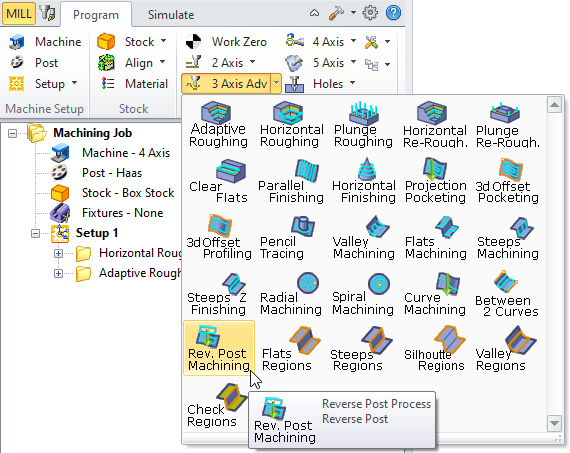 MILL Program Simulate
Machine Stock Work Zero 4 Axis
Post Align 2 Axis 5 Axis
Setup Material 3 Axis Adv Holes
Machine Setup Stock
Adaptive Roughing
Horizontal Roughing
Plunge Roughing
Horizontal Re-Rough.
Plunge Re-Rough.
Clear Flats
Parallel Finishing
Horizontal Finishing
Projection Pocketing
3d Offset Pocketing
3d Offset Profiling
Pencil Tracing
Valley Machining
Flats Machining
Steeps Machining
Steeps Z Finishing
Radial Machining
Spiral Machining
Curve Machining
Between 2 Curves
Rev. Post Machining
Flats Regions
Steeps Regions
Silhoutte Regions
Valley Regions
Check Regions
Rev. Post Machining
Reverse Post Process
Reverse Post
Machining Job
Machine - 4 Axis
Post - Haas
Stock - Box Stock
Fixtures - None
Setup 1
Horizontal Roug
Adaptive Rough